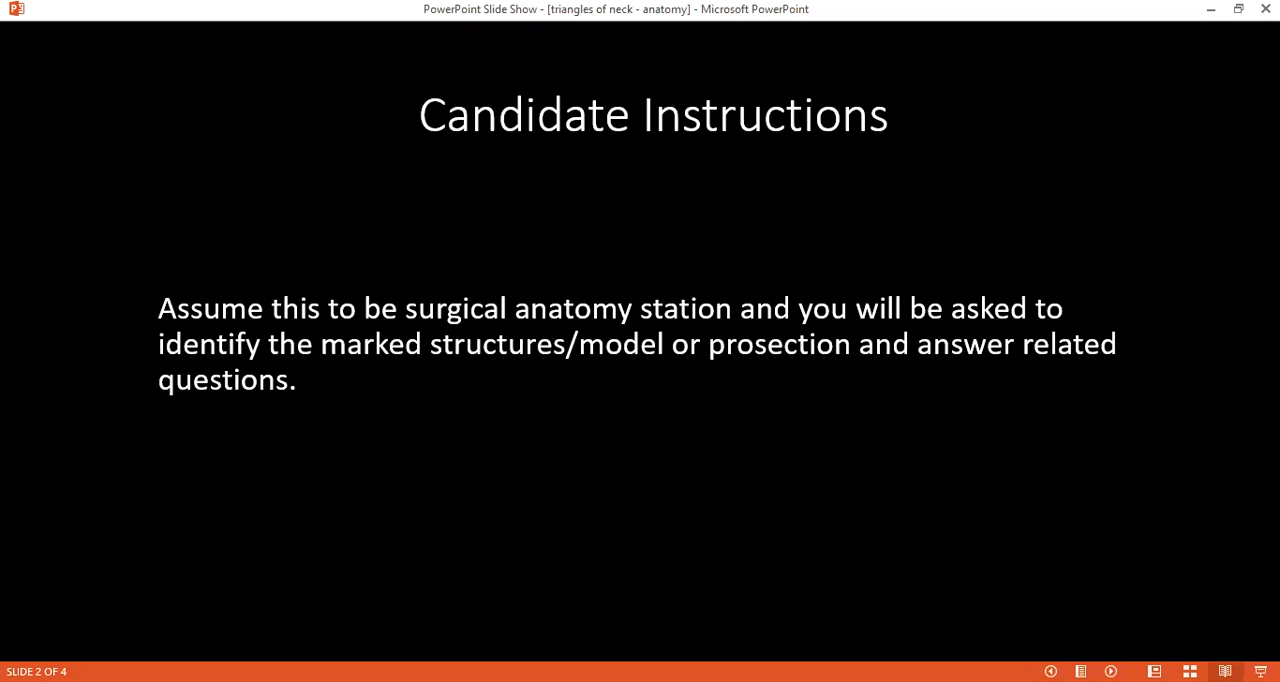 PowerPoint Slide Show - [triangles of neck - anatomy] - Microsoft PowerPoint
Candidate Instructions
Assume this to be surgical anatomy station and you will be asked to
identify the marked structures/model or prosection and answer related
questions.
SLIDE 2 OF 4